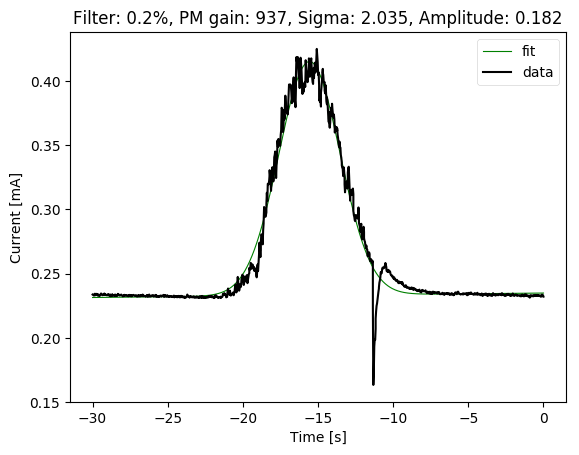 Filter: 0.2%, PM gain: 937, Sigma: 2.035, Amplitude: 0.182
fit
data
0.40
0.35
0.30
0.25
0.20
0.15
Current [mA]
−30
−25
−20
−15
−10
−5
0
Time [s]